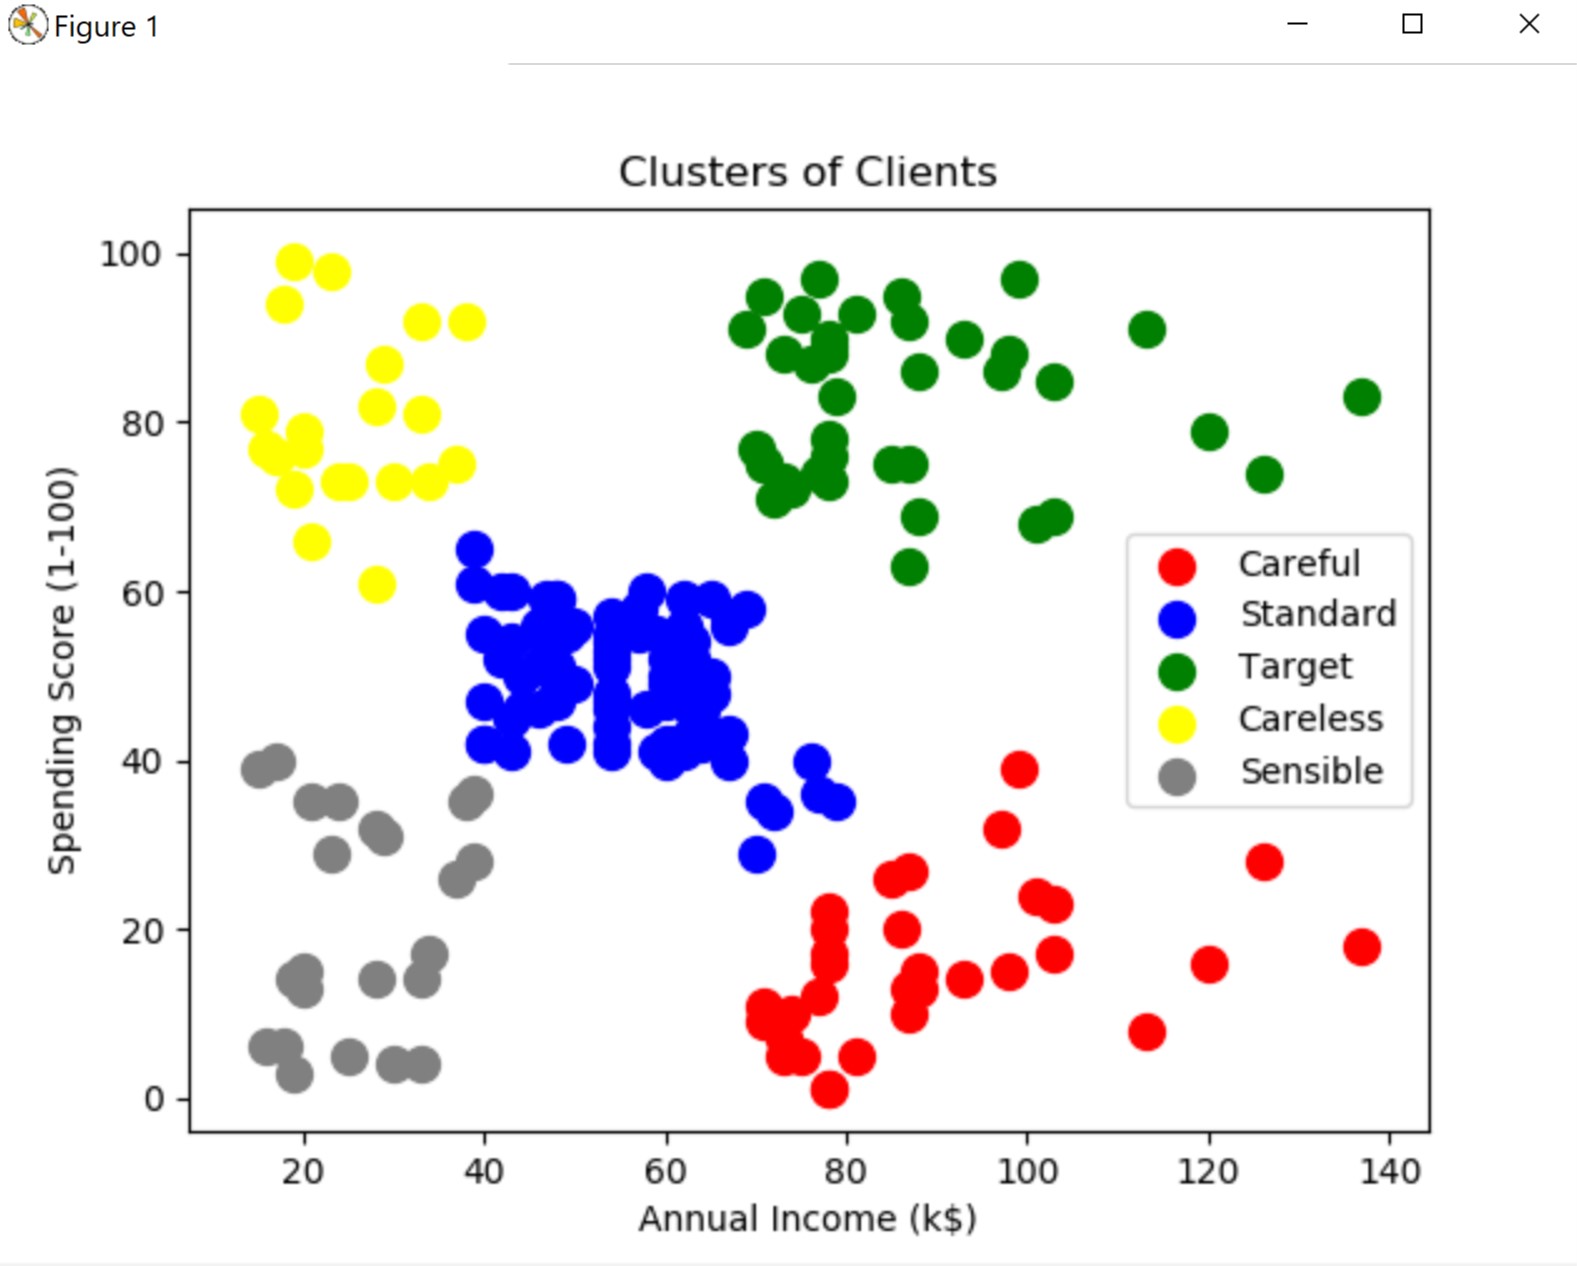 Figure 1
Clusters of Clients
100
80
60
40
20
0
Spending Score (1-100)
Careful
Standard
Target
Careless
Sensible
20 40 60 80 100 120 140
Annual Income (k$)